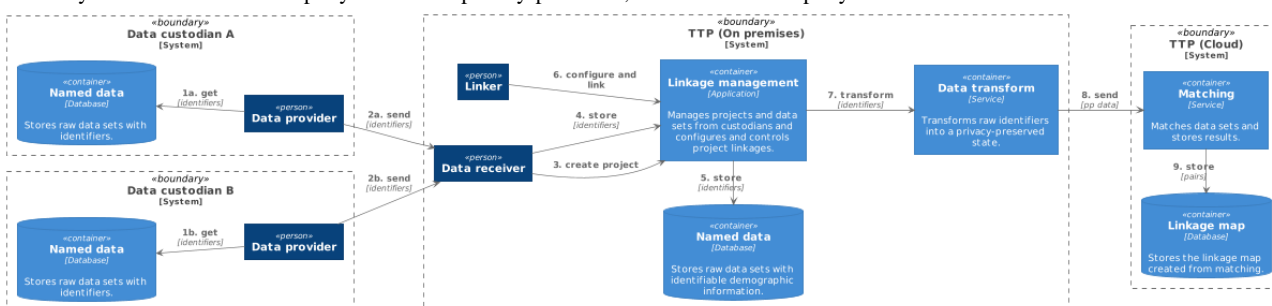 «boundary»
Data custodian A
[System]
«container»
Named data
[Database]
Stores raw data sets with
identifiers.
1a. get
[identifiers]
«person»
Data provider
2a. send
[identifiers]
«boundary»
Data custodian B
[System]
«container»
Named data
[Database]
Stores raw data sets with
identifiers.
1b. get
[identifiers]
«person»
Data provider
2b. send
[identifiers]
«boundary»
TTP (On premises)
[System]
«person»
Linker
6. configure and
link
«person»
Data receiver
4. store
[identifiers]
3. create project
«container»
Linkage management
[Application]
Manages projects and data
sets from custodians and
configures and controls
project linkages.
5. store
[identifiers]
«container»
Named data
[Database]
Stores raw data sets with
identifiable demographic
information.
7. transform
[identifiers]
«container»
Data transform
[Service]
Transforms raw identifiers
into a privacy-preserved
state.
8. send
[pp data]
«boundary»
TTP (Cloud)
[System]
«container»
Matching
[Service]
Matches data sets and
stores results.
9. store
[pairs]
«container»
Linkage map
[Database]
Stores the linkage map
created from matching.